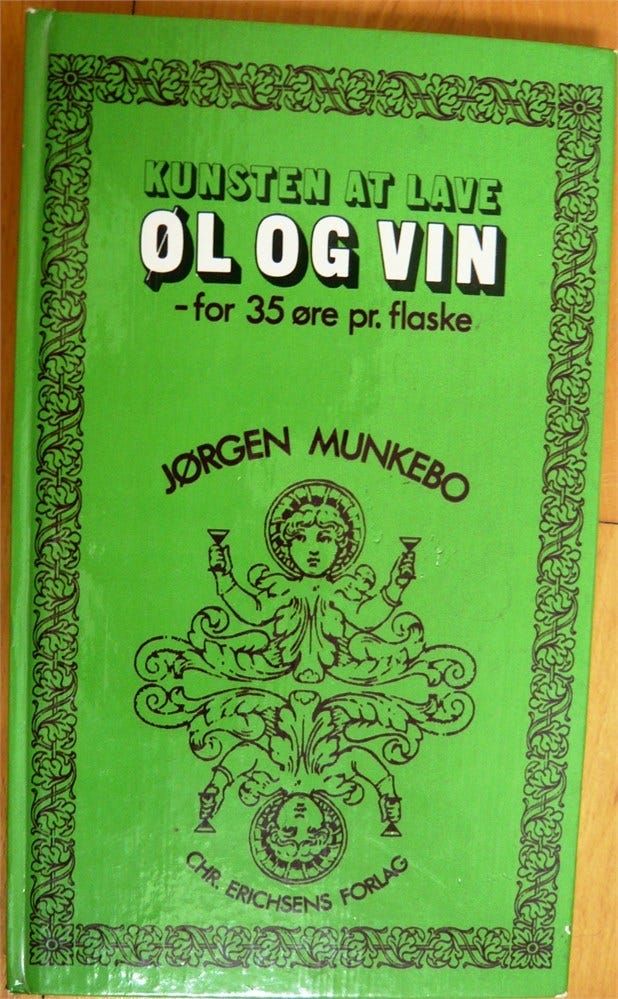 KUNSTEN AT LAVE
ØL OG VIN
-for 35 øre pr. flaske
JØRGEN MUNKEBO
CHR. ERICHSENS FORLAG